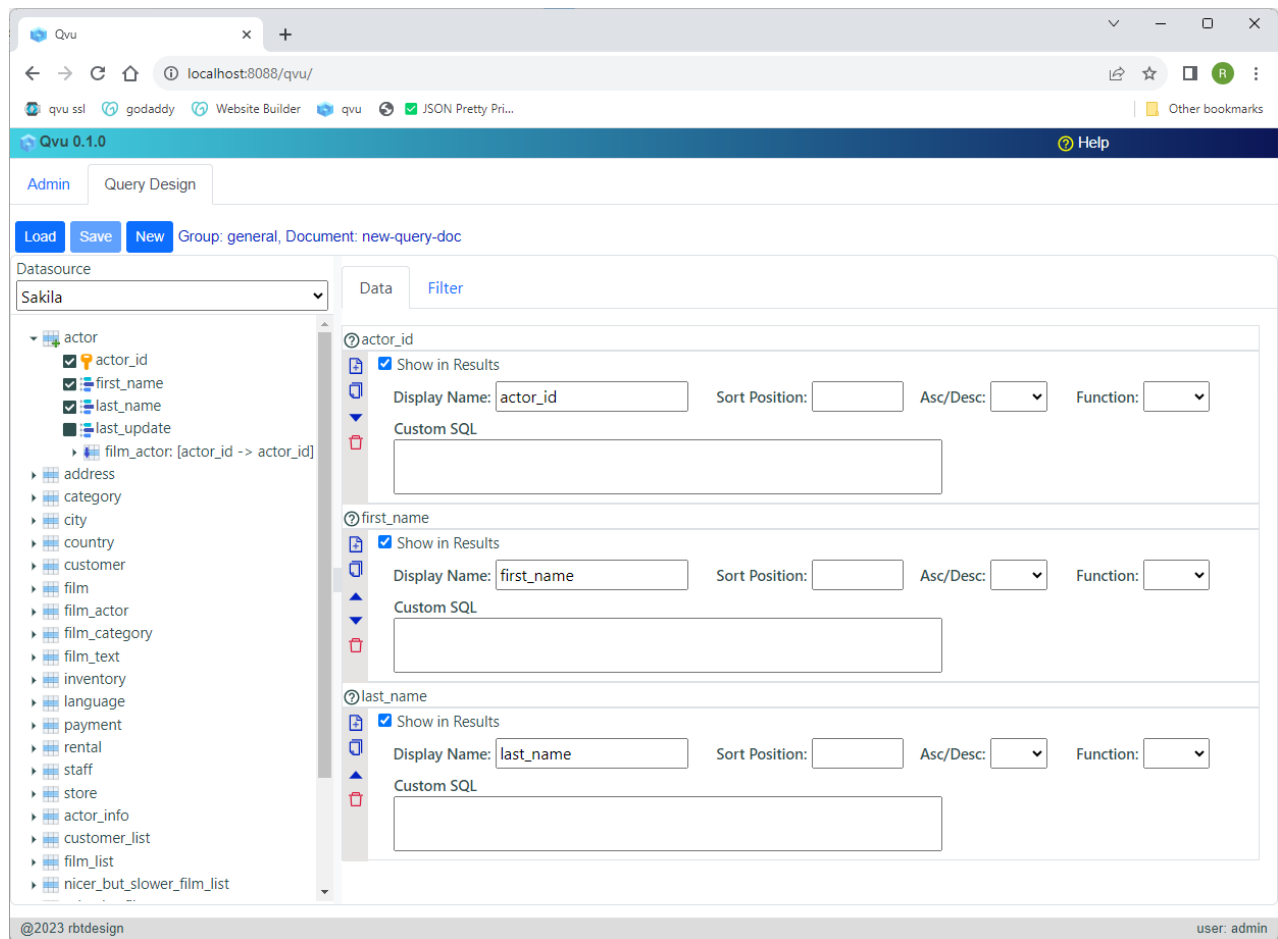 Qvu
localhost:8088/qvu/
R
qvu ssl godaddy Website Builder qvu JSON Pretty Pri... Other bookmarks
Qvu 0.1.0 Help
Admin Query Design
Load Save New Group: general, Document: new-query-doc
Datasource
Sakila
actor
actor_id
first_name
last_name
last_update
film_actor: [actor_id -> actor_id]
address
category
city
country
customer
film
film_actor
film_category
film_text
inventory
language
payment
rental
staff
store
actor_info
customer_list
film_list
nicer_but_slower_film_list
Data Filter
actor_id
Show in Results
Display Name: actor_id Sort Position: Asc/Desc: Function:
Custom SQL
first_name
Show in Results
Display Name: first_name Sort Position: Asc/Desc: Function:
Custom SQL
last_name
Show in Results
Display Name: last_name Sort Position: Asc/Desc: Function:
Custom SQL
@2023 rbtdesign user: admin